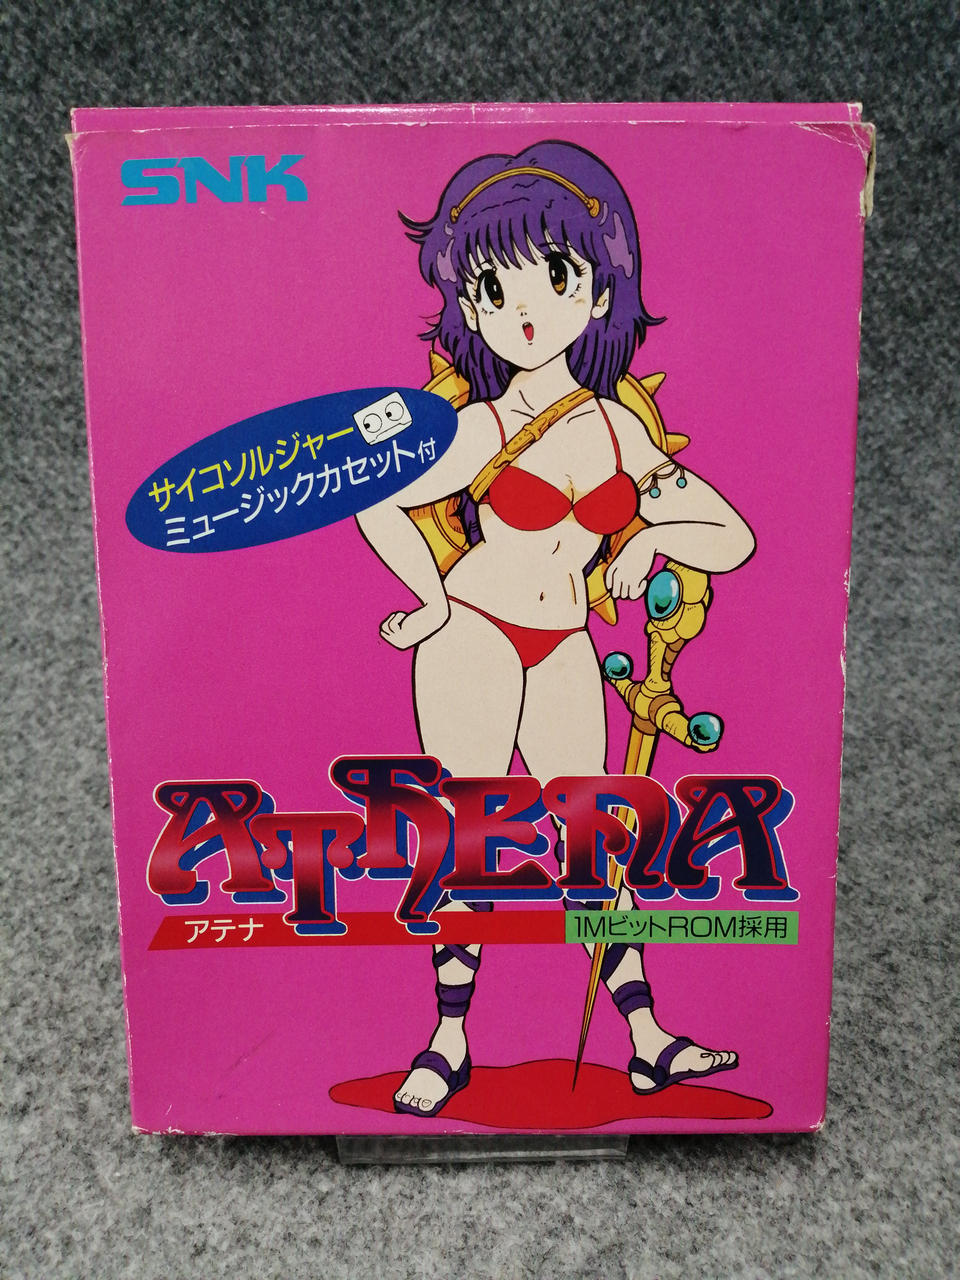 SNK
サイコソルジャー
ミュージックカセット付
ATHENA
アテナ
1MビットROM採用